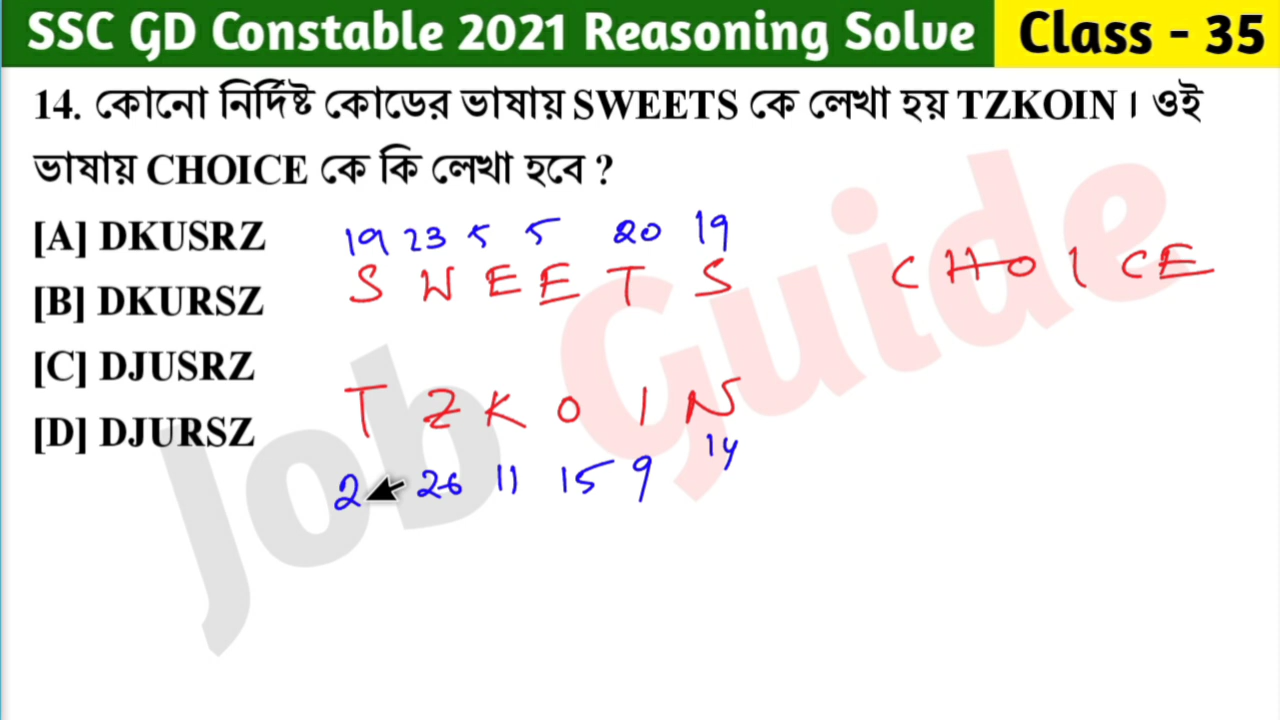 SSC GD Constable 2021 Reasoning Solve Class - 35
14. কোনো নির্দিষ্ট কোডের ভাষায় SWEETS কে লেখা হয় TZKOIN । ওই
ভাষায় CHOICE কে কি লেখা হবে ?
[A] DKUSRZ
[B] DKURSZ
[C] DJUSRZ
[D] DJURSZ
19 23 5 5 20 19
S W E E T S
C H O I C E
T Z K O I N
2 26 11 15 9 14
Job Guide